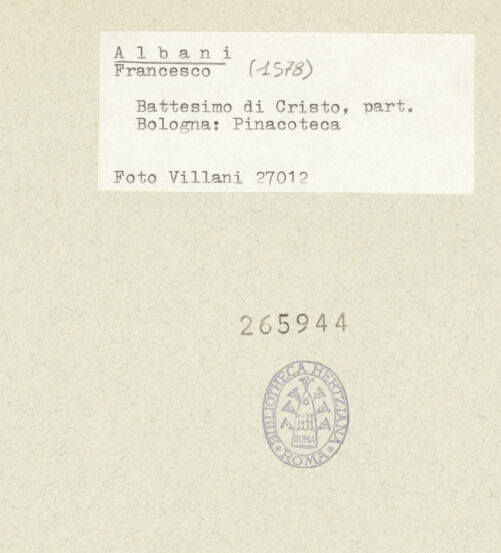 Albani
Francesco (1578)
Battesimo di Cristo, part.
Bologna: Pinacoteca
Foto Villani 27012
265944
BIBLIOTHECA HERTZIANA
ROMA
ROMA